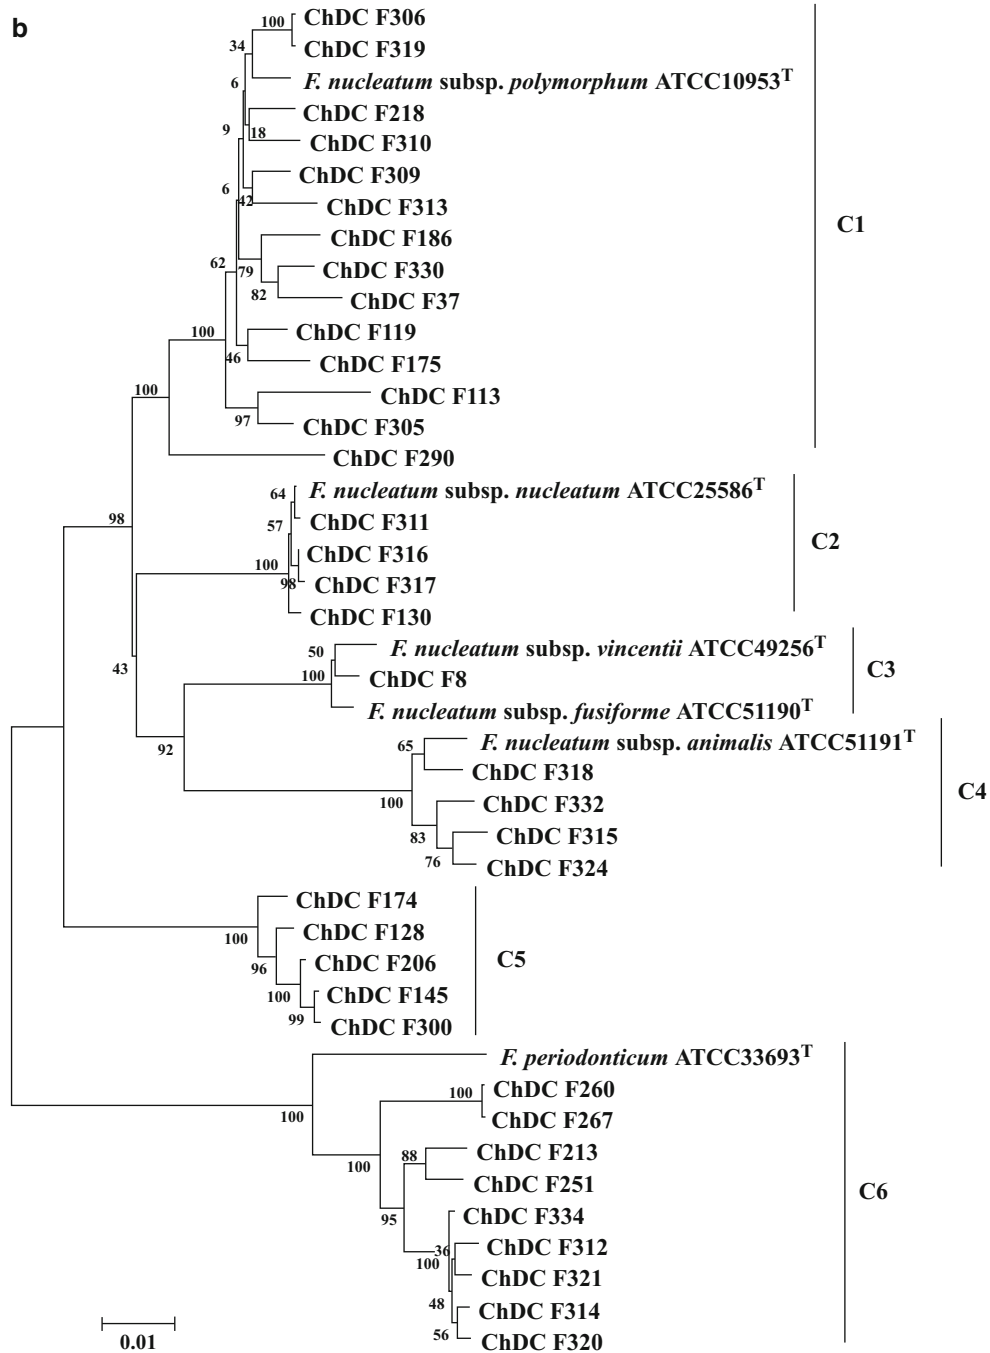 b
100
ChDC F306
ChDC F319
34
F. nucleatum subsp. polymorphum ATCC10953T
6
ChDC F218
9
18
ChDC F310
ChDC F309
6
42
ChDC F313
C1
ChDC F186
62
79
ChDC F330
82
ChDC F37
100
ChDC F119
46
ChDC F175
100
ChDC F113
97
ChDC F305
ChDC F290
64
F. nucleatum subsp. nucleatum ATCC25586T
98
57
ChDC F311
C2
100
ChDC F316
98
ChDC F317
ChDC F130
50
F. nucleatum subsp. vincentii ATCC49256T
43
100
ChDC F8
C3
F. nucleatum subsp. fusiforme ATCC51190T
92
65
F. nucleatum subsp. animalis ATCC51191T
ChDC F318
100
ChDC F332
C4
83
ChDC F315
76
ChDC F324
ChDC F174
100
ChDC F128
96
ChDC F206
C5
100
ChDC F145
99
ChDC F300
F. periodonticum ATCC33693T
100
100
ChDC F260
ChDC F267
88
ChDC F213
100
ChDC F251
C6
95
ChDC F334
36
ChDC F312
100
ChDC F321
48
ChDC F314
56
ChDC F320
0.01